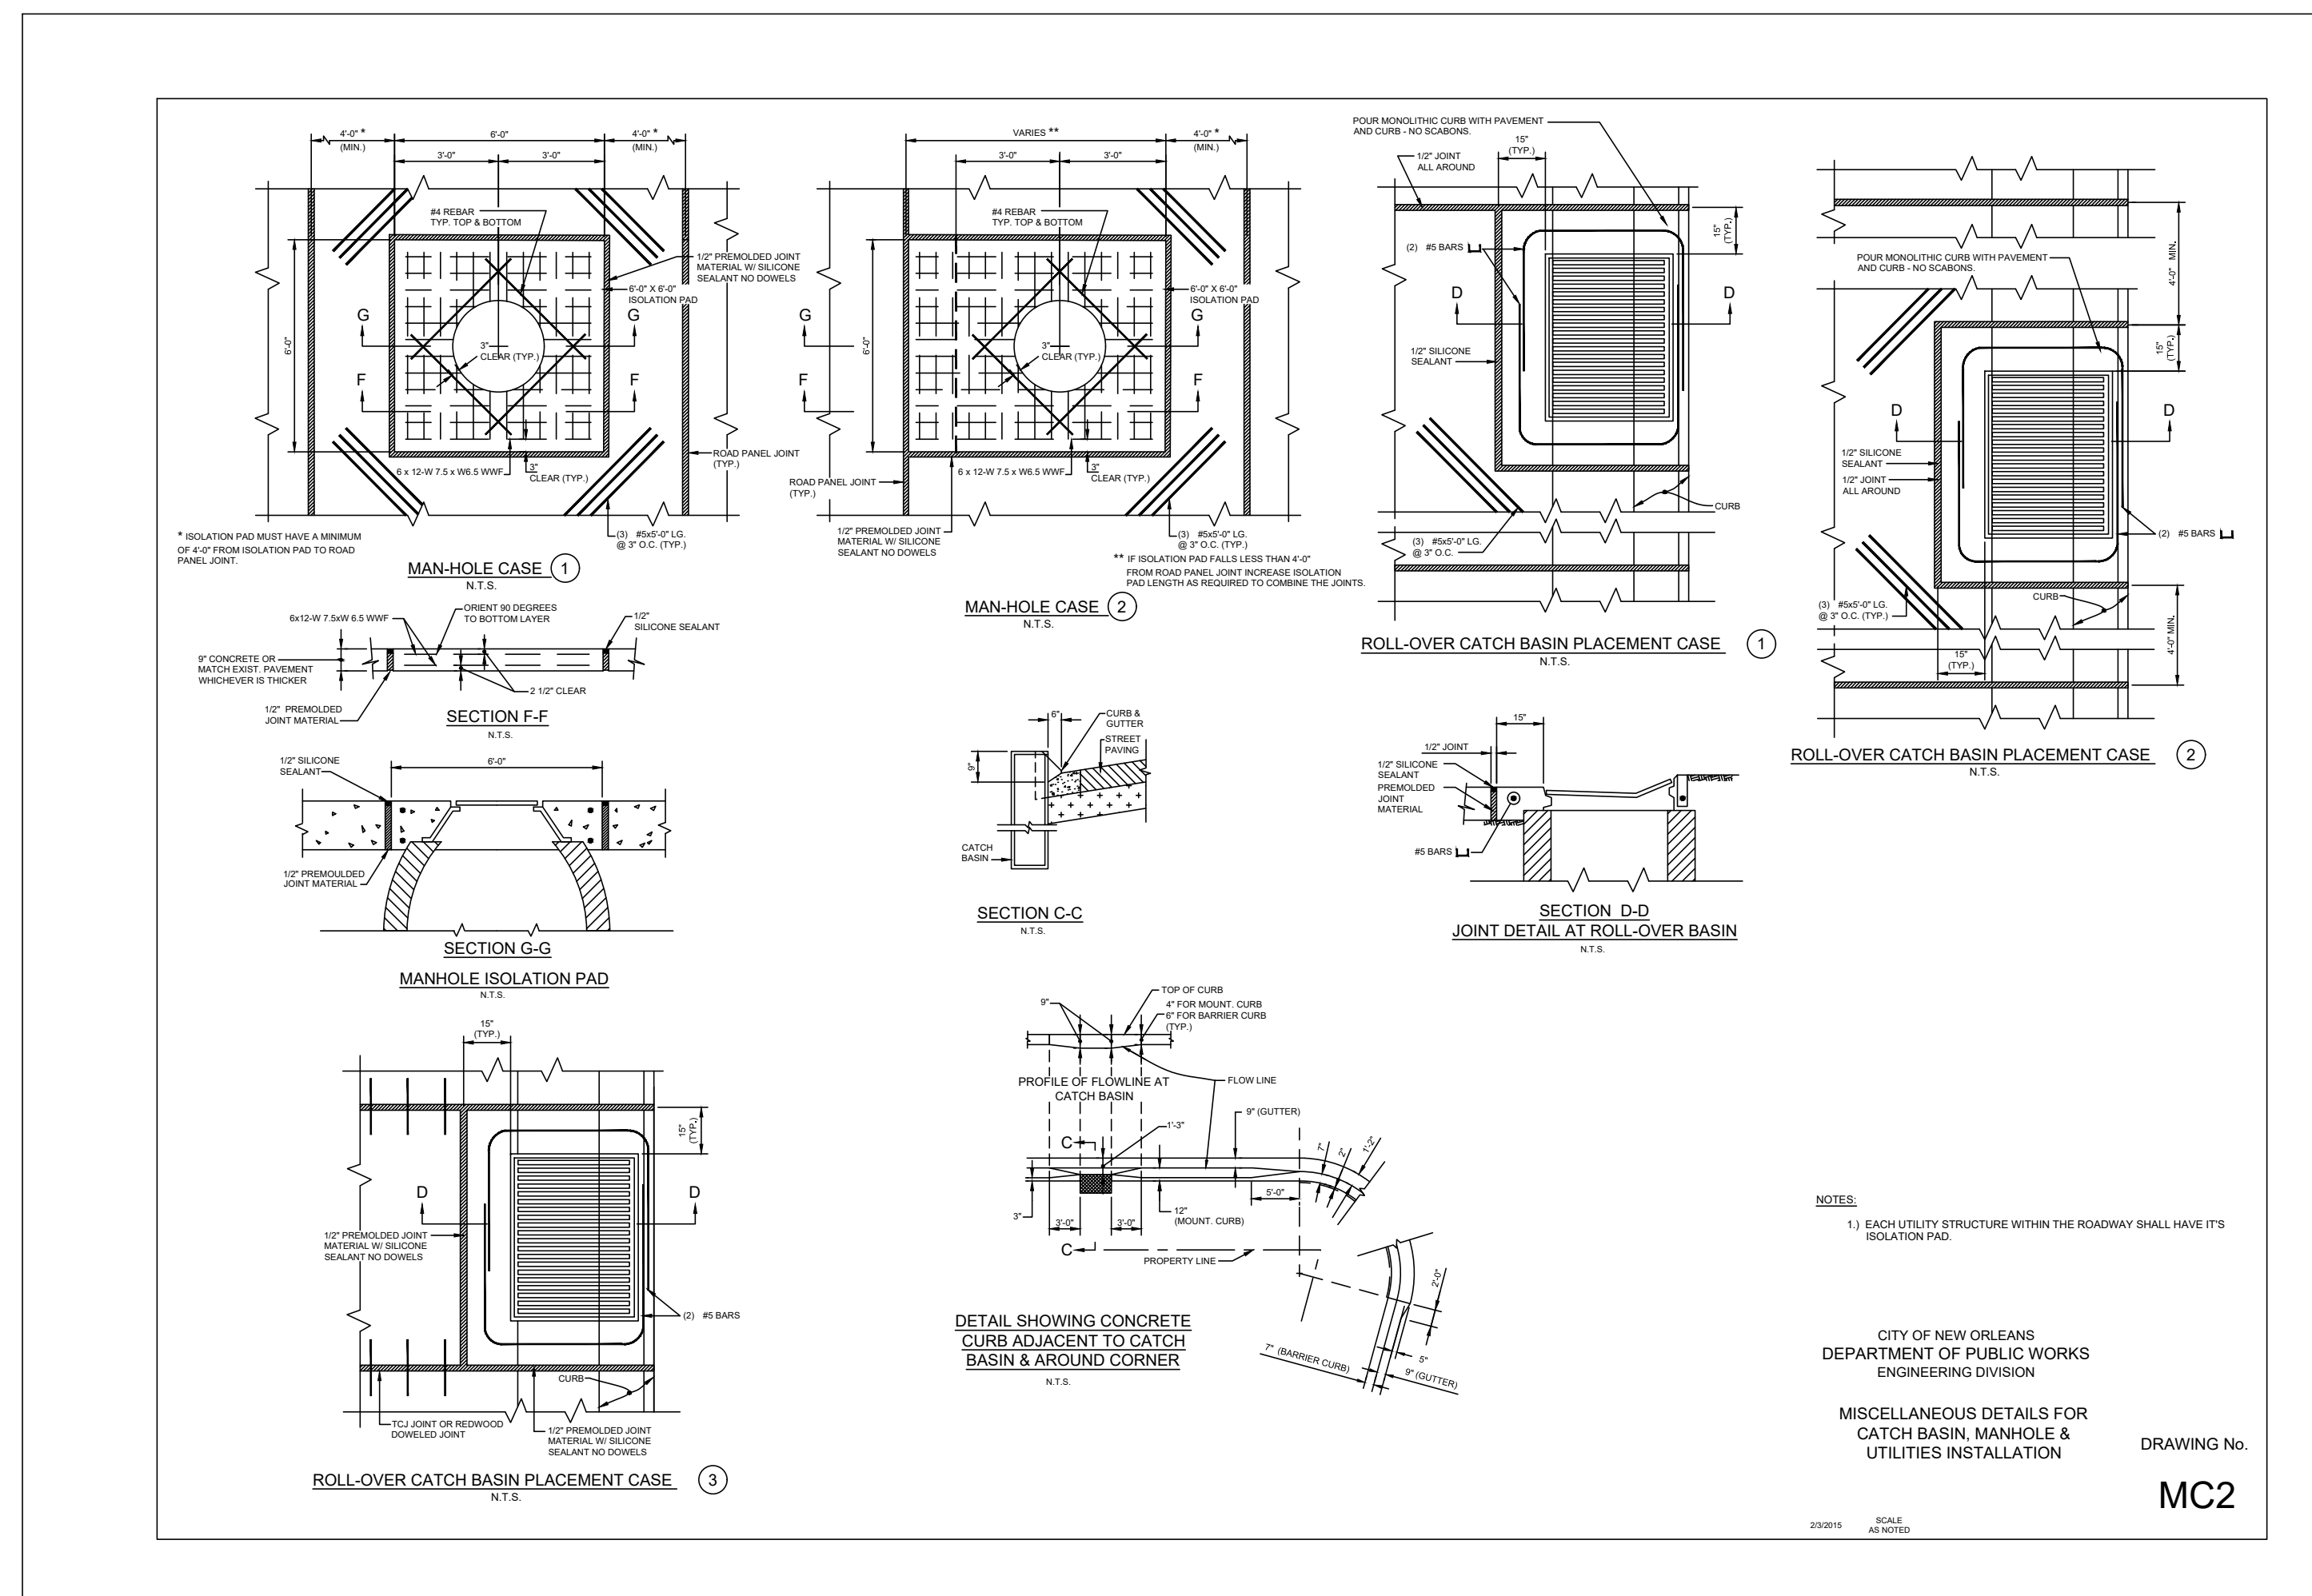 4'-0" *
(MIN.)
6'-0"
4'-0" *
(MIN.)
3'-0"
3'-0"
#4 REBAR
TYP. TOP & BOTTOM
1/2" PREMOLDED JOINT
MATERIAL W/ SILICONE
SEALANT NO DOWELS
6'-0" X 6'-0"
ISOLATION PAD
G
G
6'-0"
3"
CLEAR (TYP.)
F
F
ROAD PANEL JOINT
(TYP.)
6 x 12-W 7.5 x W6.5 WWF
3"
CLEAR (TYP.)
(3) #5x5'-0" LG.
@ 3" O.C. (TYP.)
* ISOLATION PAD MUST HAVE A MINIMUM
OF 4'-0" FROM ISOLATION PAD TO ROAD
PANEL JOINT.
MAN-HOLE CASE 1
N.T.S.
VARIES **
4'-0" *
(MIN.)
3'-0"
3'-0"
#4 REBAR
TYP. TOP & BOTTOM
6'-0" X 6'-0"
ISOLATION PAD
G
G
6'-0"
3"
CLEAR (TYP.)
F
F
6 x 12-W 7.5 x W6.5 WWF
3"
CLEAR (TYP.)
ROAD PANEL JOINT
(TYP.)
1/2" PREMOLDED JOINT
MATERIAL W/ SILICONE
SEALANT NO DOWELS
(3) #5x5'-0" LG.
@ 3" O.C. (TYP.)
** IF ISOLATION PAD FALLS LESS THAN 4'-0"
FROM ROAD PANEL JOINT INCREASE ISOLATION
PAD LENGTH AS REQUIRED TO COMBINE THE JOINTS.
MAN-HOLE CASE 2
N.T.S.
POUR MONOLITHIC CURB WITH PAVEMENT
AND CURB - NO SCABONS.
15"
(TYP.)
1/2" JOINT
ALL AROUND
15"
(TYP.)
(2) #5 BARS
D
D
1/2" SILICONE
SEALANT
CURB
(3) #5x5'-0" LG.
@ 3" O.C.
ROLL-OVER CATCH BASIN PLACEMENT CASE 1
N.T.S.
4'-0" MIN.
POUR MONOLITHIC CURB WITH PAVEMENT
AND CURB - NO SCABONS.
15"
(TYP.)
D
D
1/2" SILICONE
SEALANT
1/2" JOINT
ALL AROUND
(2) #5 BARS
CURB
(3) #5x5'-0" LG.
@ 3" O.C. (TYP.)
15"
(TYP.)
4'-0" MIN.
ROLL-OVER CATCH BASIN PLACEMENT CASE 2
N.T.S.
6x12-W 7.5xW 6.5 WWF
ORIENT 90 DEGREES
TO BOTTOM LAYER
1/2"
SILICONE SEALANT
9" CONCRETE OR
MATCH EXIST. PAVEMENT
WHICHEVER IS THICKER
2 1/2" CLEAR
1/2" PREMOLDED
JOINT MATERIAL
SECTION F-F
N.T.S.
1/2" SILICONE
SEALANT
6'-0"
1/2" PREMOULDED
JOINT MATERIAL
SECTION G-G
MANHOLE ISOLATION PAD
N.T.S.
6"
CURB &
GUTTER
STREET
PAVING
9"
CATCH
BASIN
SECTION C-C
N.T.S.
15"
1/2" JOINT
1/2" SILICONE
SEALANT
PREMOLDED
JOINT
MATERIAL
#5 BARS
SECTION D-D
JOINT DETAIL AT ROLL-OVER BASIN
N.T.S.
15"
(TYP.)
15"
(TYP.)
D
D
1/2" PREMOLDED JOINT
MATERIAL W/ SILICONE
SEALANT NO DOWELS
(2) #5 BARS
CURB
TCJ JOINT OR REDWOOD
DOWELED JOINT
1/2" PREMOLDED JOINT
MATERIAL W/ SILICONE
SEALANT NO DOWELS
ROLL-OVER CATCH BASIN PLACEMENT CASE 3
N.T.S.
9"
TOP OF CURB
4" FOR MOUNT. CURB
6" FOR BARRIER CURB
(TYP.)
PROFILE OF FLOWLINE AT
CATCH BASIN
FLOW LINE
9" (GUTTER)
C
1'-3"
7"
2"
1'-2"
5'-0"
3"
3'-0"
3'-0"
12"
(MOUNT. CURB)
C
PROPERTY LINE
2'-0"
7" (BARRIER CURB)
5"
9" (GUTTER)
DETAIL SHOWING CONCRETE
CURB ADJACENT TO CATCH
BASIN & AROUND CORNER
N.T.S.
NOTES:
1.) EACH UTILITY STRUCTURE WITHIN THE ROADWAY SHALL HAVE IT'S
ISOLATION PAD.
CITY OF NEW ORLEANS
DEPARTMENT OF PUBLIC WORKS
ENGINEERING DIVISION
MISCELLANEOUS DETAILS FOR
CATCH BASIN, MANHOLE &
UTILITIES INSTALLATION
DRAWING No.
MC2
2/3/2015
SCALE
AS NOTED